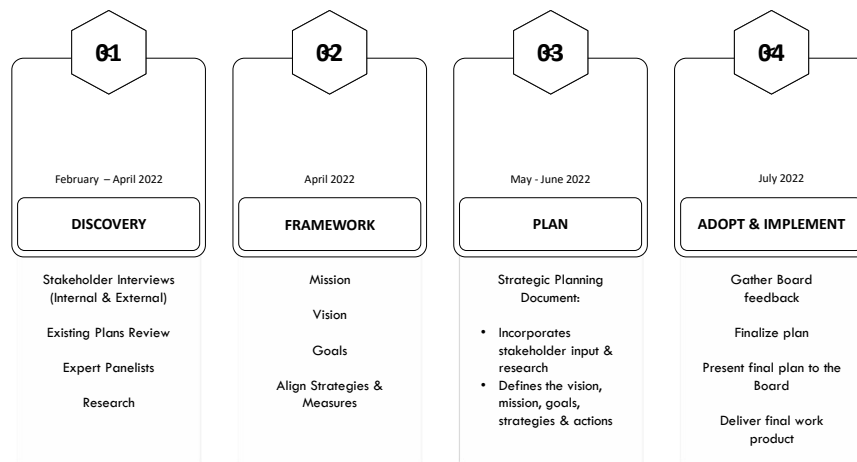 01
February – April 2022
DISCOVERY
Stakeholder Interviews
(Internal & External)
Existing Plans Review
Expert Panelists
Research
02
April 2022
FRAMEWORK
Mission
Vision
Goals
Align Strategies &
Measures
03
May - June 2022
PLAN
Strategic Planning
Document:
• Incorporates
stakeholder input &
research
• Defines the vision,
mission, goals,
strategies & actions
04
July 2022
ADOPT & IMPLEMENT
Gather Board
feedback
Finalize plan
Present final plan to the
Board
Deliver final work
product